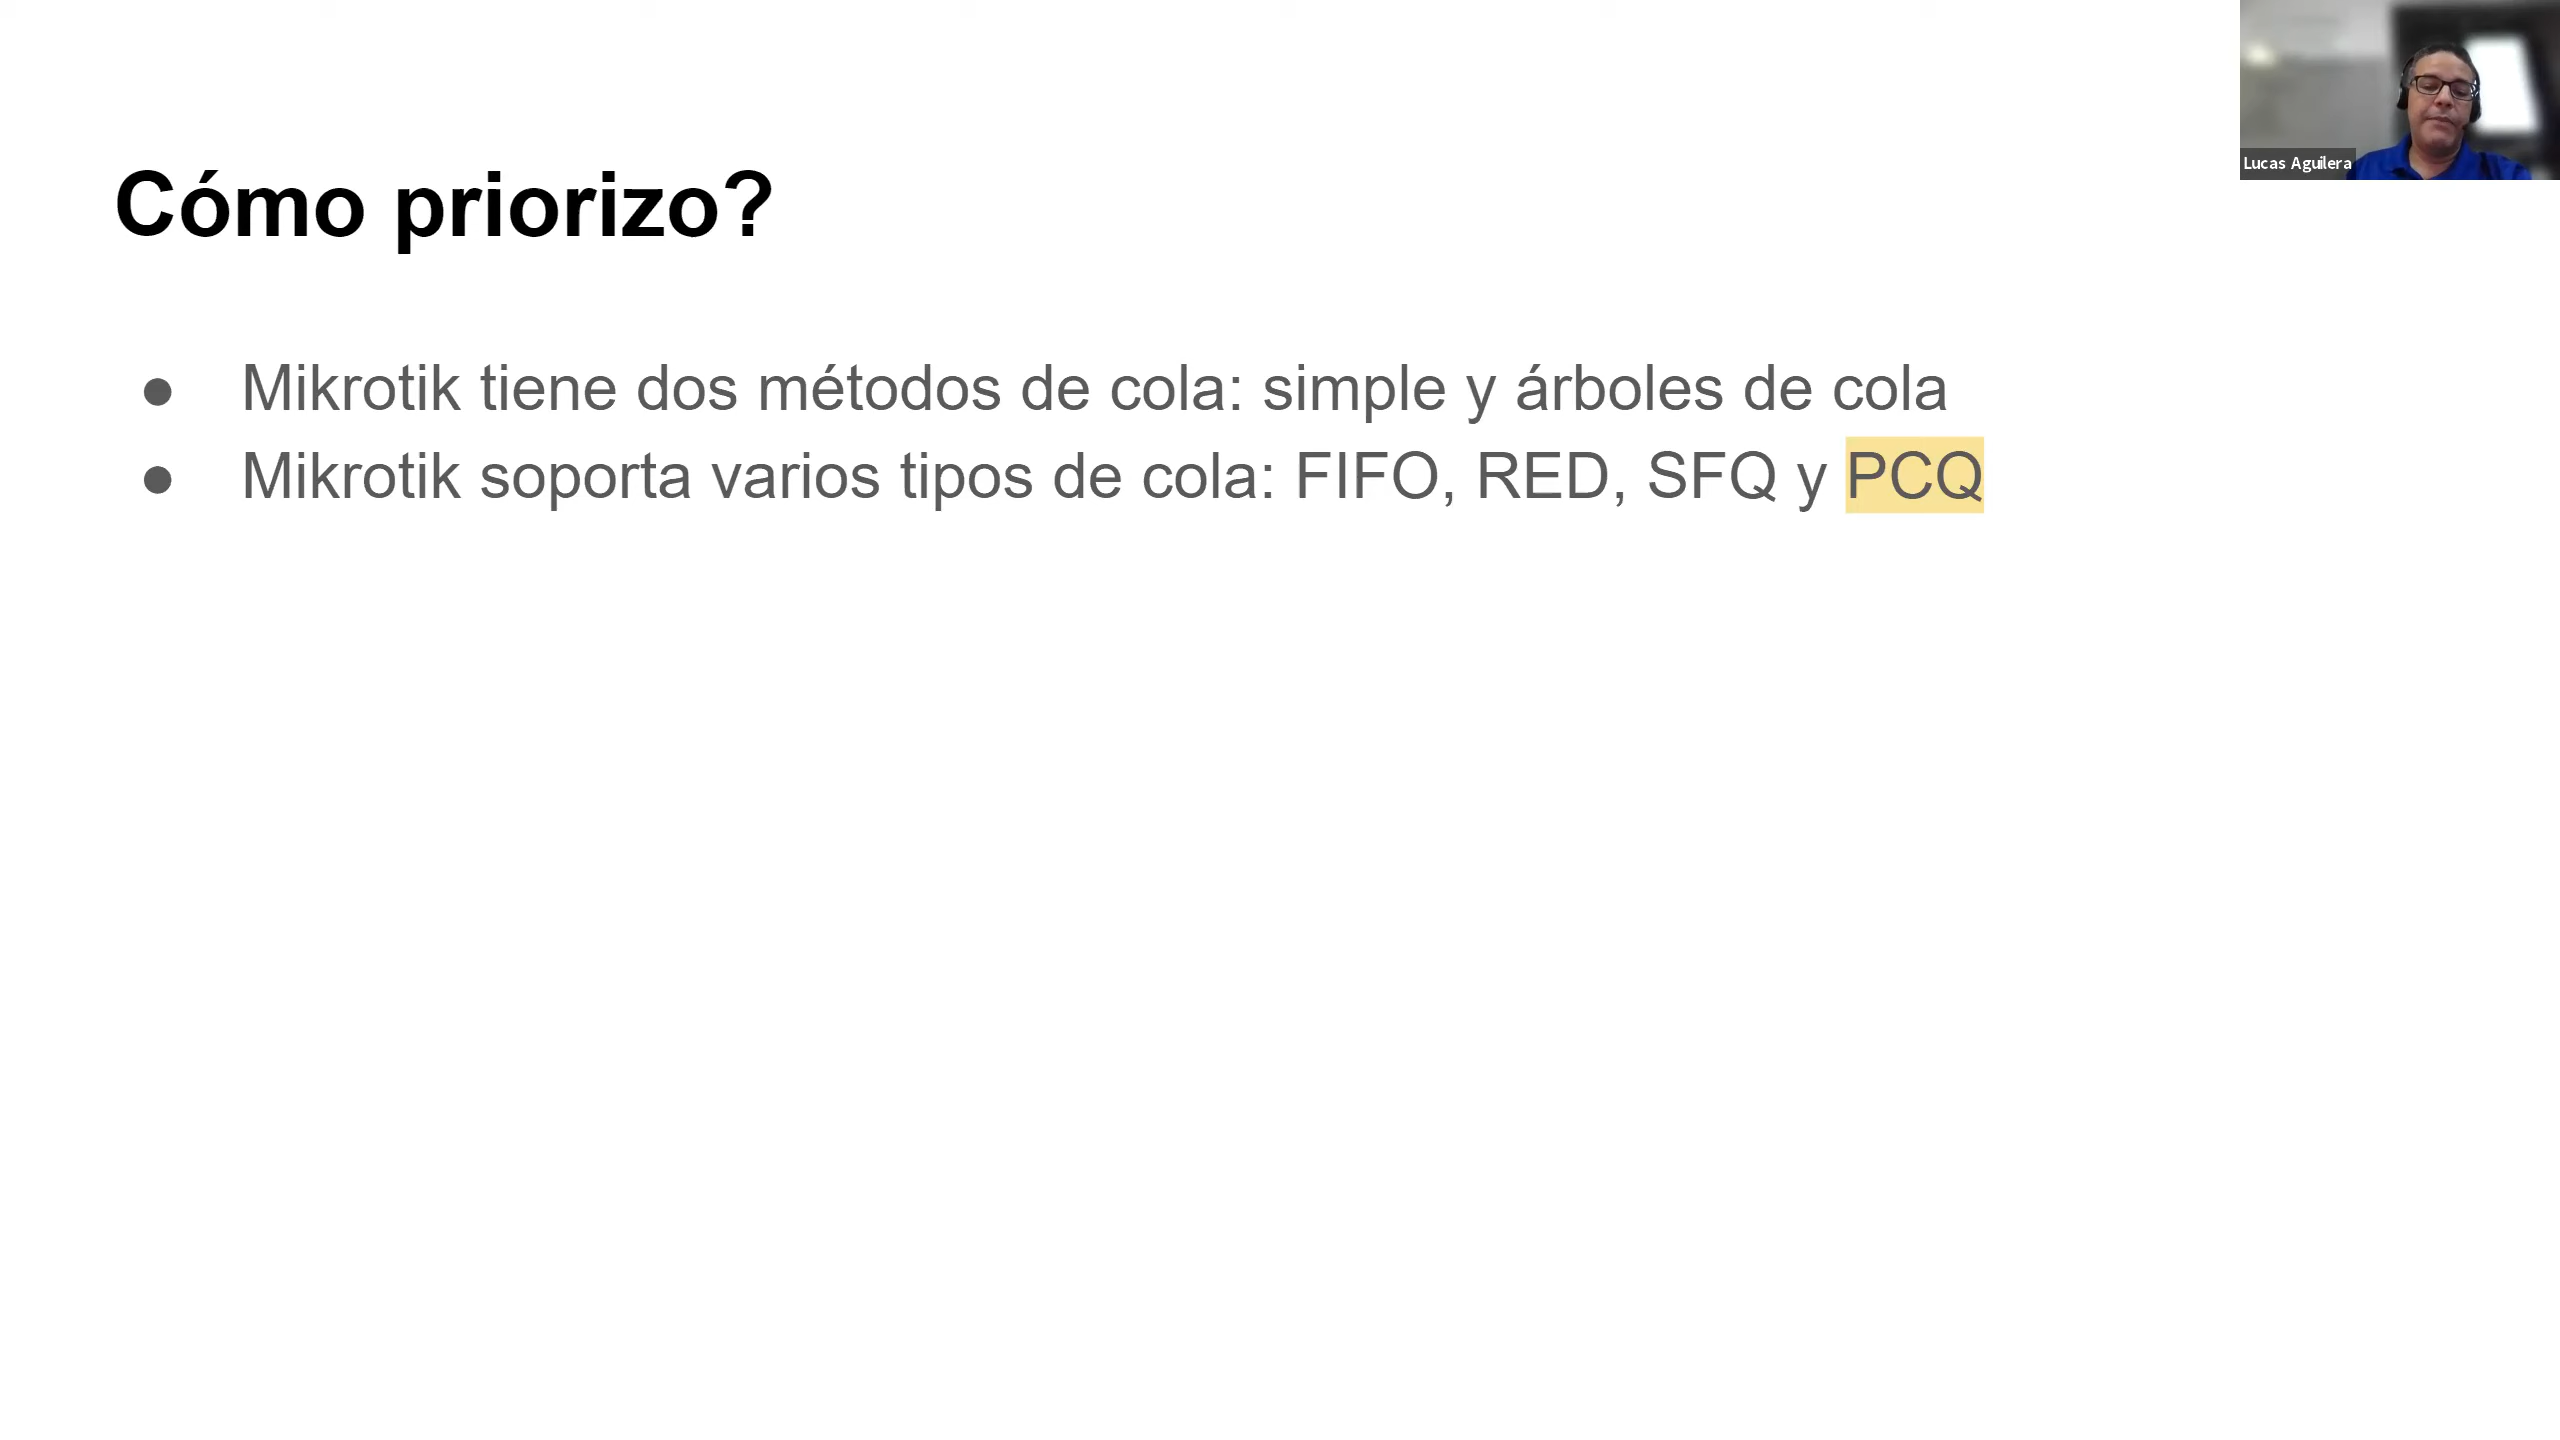 Cómo priorizo?
● Mikrotik tiene dos métodos de cola: simple y árboles de cola
● Mikrotik soporta varios tipos de cola: FIFO, RED, SFQ y PCQ
Lucas Aguilera